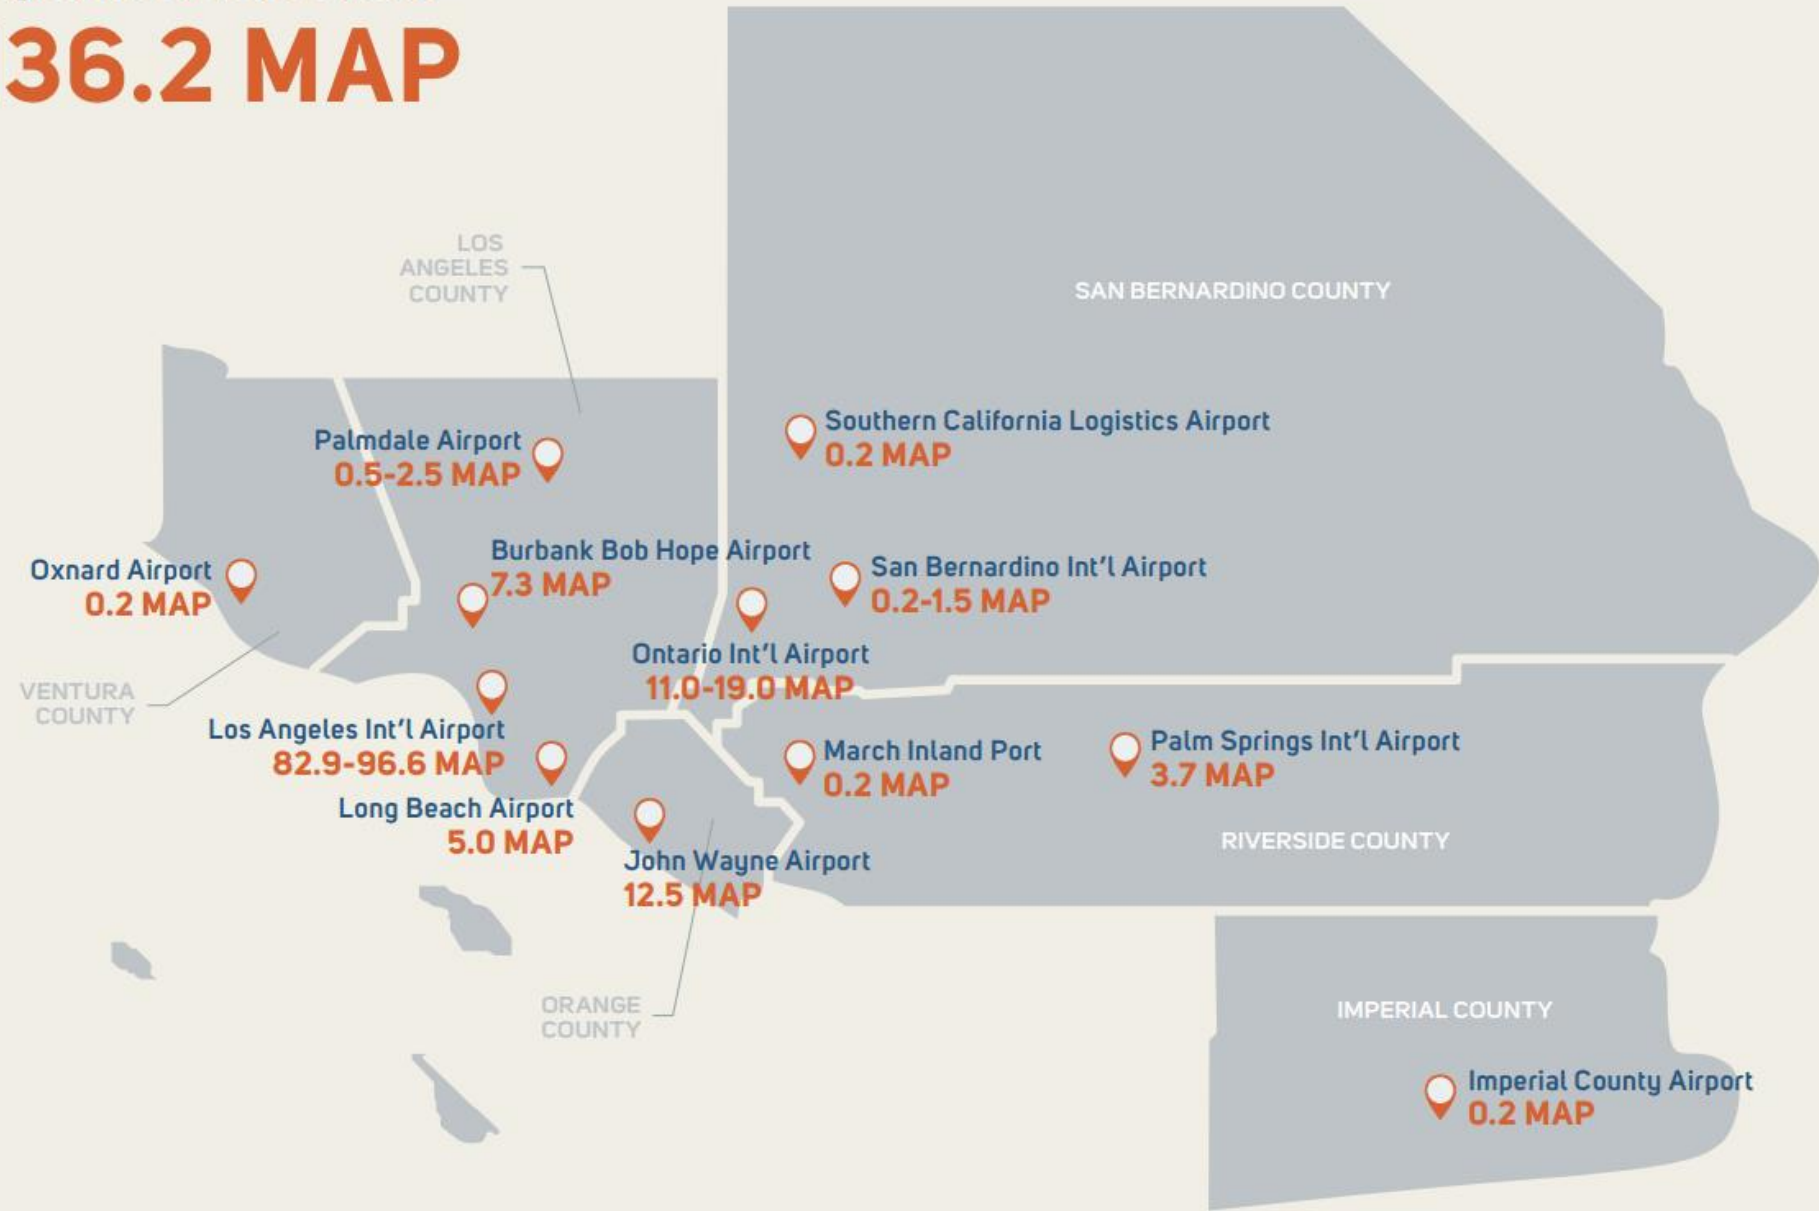 36.2 MAP
LOS
ANGELES
COUNTY
SAN BERNARDINO COUNTY
Southern California Logistics Airport
0.2 MAP
Palmdale Airport
0.5-2.5 MAP
Burbank Bob Hope Airport
7.3 MAP
San Bernardino Int'l Airport
0.2-1.5 MAP
Oxnard Airport
0.2 MAP
Ontario Int'l Airport
11.0-19.0 MAP
VENTURA
COUNTY
Los Angeles Int'l Airport
82.9-96.6 MAP
March Inland Port
0.2 MAP
Palm Springs Int'l Airport
3.7 MAP
Long Beach Airport
5.0 MAP
RIVERSIDE COUNTY
John Wayne Airport
12.5 MAP
ORANGE
COUNTY
IMPERIAL COUNTY
Imperial County Airport
0.2 MAP